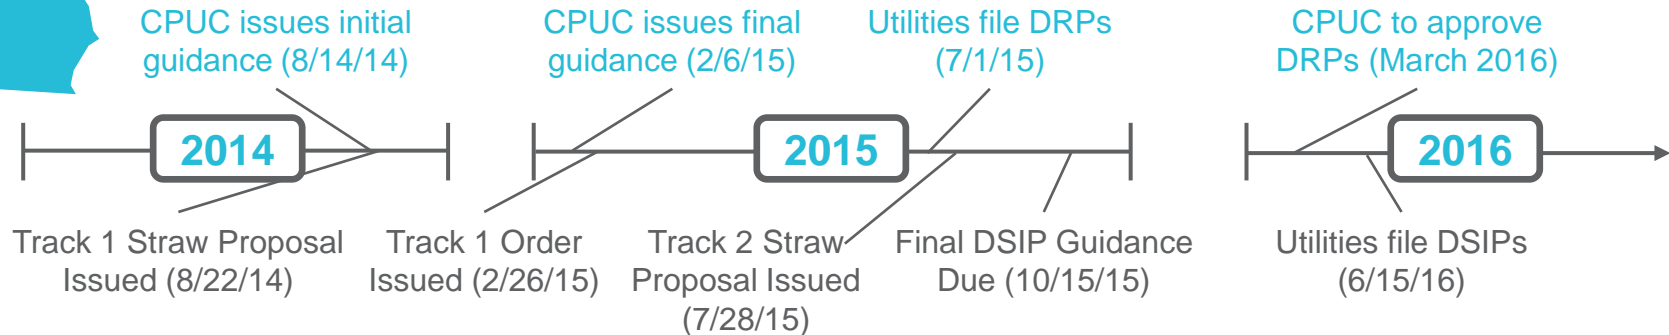 CPUC issues initial
guidance (8/14/14)
CPUC issues final
guidance (2/6/15)
Utilities file DRPs
(7/1/15)
CPUC to approve
DRPs (March 2016)
2014
2015
2016
Track 1 Straw Proposal
Issued (8/22/14)
Track 1 Order
Issued (2/26/15)
Track 2 Straw
Proposal Issued
(7/28/15)
Final DSIP Guidance
Due (10/15/15)
Utilities file DSIPs
(6/15/16)